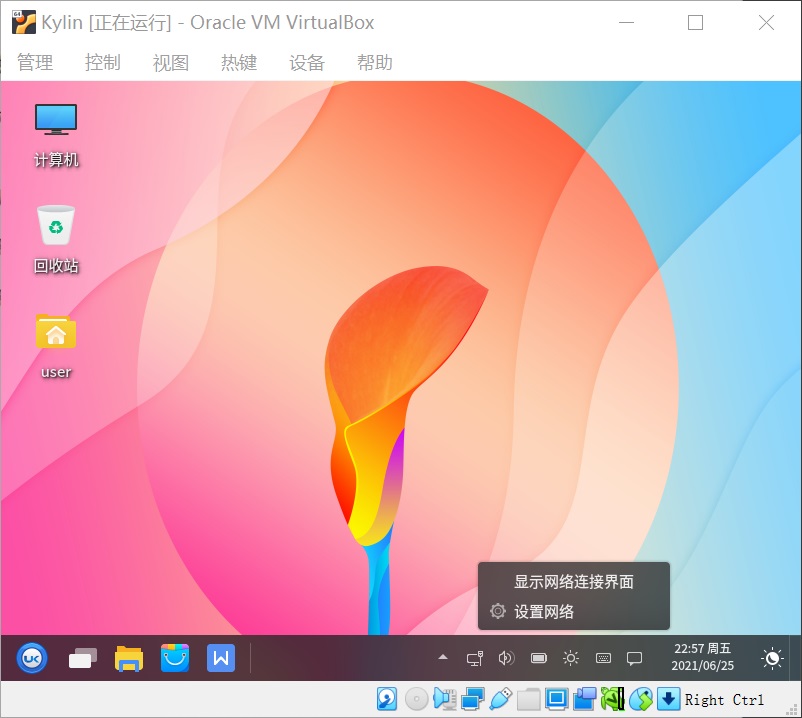 Kylin [正在运行] - Oracle VM VirtualBox
管理 控制 视图 热键 设备 帮助
计算机
回收站
user
显示网络连接界面
设置网络
UK
W
22:57 周五
2021/06/25
Right Ctrl